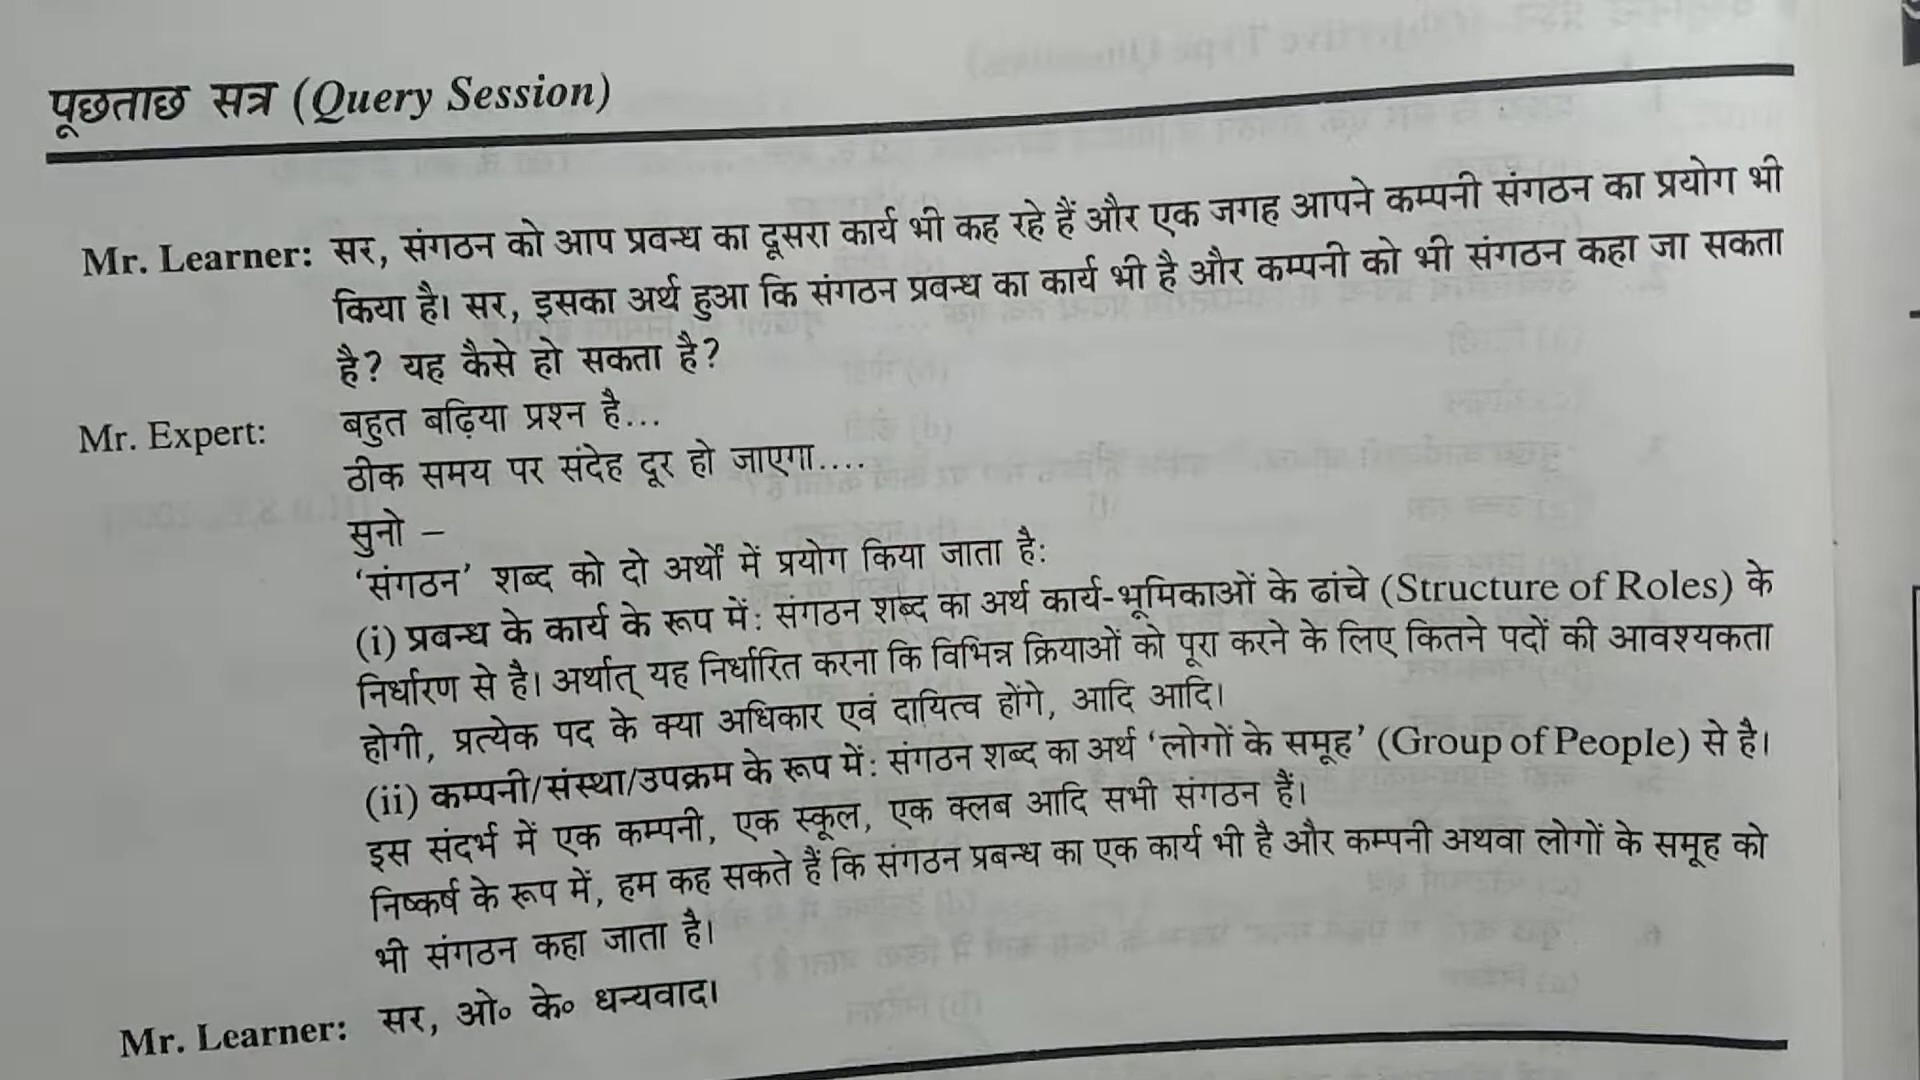 पूछताछ सत्र (Query Session)
Mr. Learner: सर, संगठन को आप प्रवन्ध का दूसरा कार्य भी कह रहे हैं और एक जगह आपने कम्पनी संगठन का प्रयोग भी
किया है। सर, इसका अर्थ हुआ कि संगठन प्रवन्ध का कार्य भी है और कम्पनी को भी संगठन कहा जा सकता
है? यह कैसे हो सकता है?
Mr. Expert: बहुत बढ़िया प्रश्न है...
ठीक समय पर संदेह दूर हो जाएगा....
सुनो –
‘संगठन’ शब्द को दो अर्थों में प्रयोग किया जाता है:
(i) प्रबन्ध के कार्य के रूप में: संगठन शब्द का अर्थ कार्य-भूमिकाओं के ढांचे (Structure of Roles) के
निर्धारण से है। अर्थात् यह निर्धारित करना कि विभिन्न क्रियाओं को पूरा करने के लिए कितने पदों की आवश्यकता
होगी, प्रत्येक पद के क्या अधिकार एवं दायित्व होंगे, आदि आदि।
(ii) कम्पनी/संस्था/उपक्रम के रूप में: संगठन शब्द का अर्थ ‘लोगों के समूह’ (Group of People) से है।
इस संदर्भ में एक कम्पनी, एक स्कूल, एक क्लब आदि सभी संगठन हैं।
निष्कर्ष के रूप में, हम कह सकते हैं कि संगठन प्रबन्ध का एक कार्य भी है और कम्पनी अथवा लोगों के समूह को
भी संगठन कहा जाता है।
Mr. Learner: सर, ओ० के० धन्यवाद।